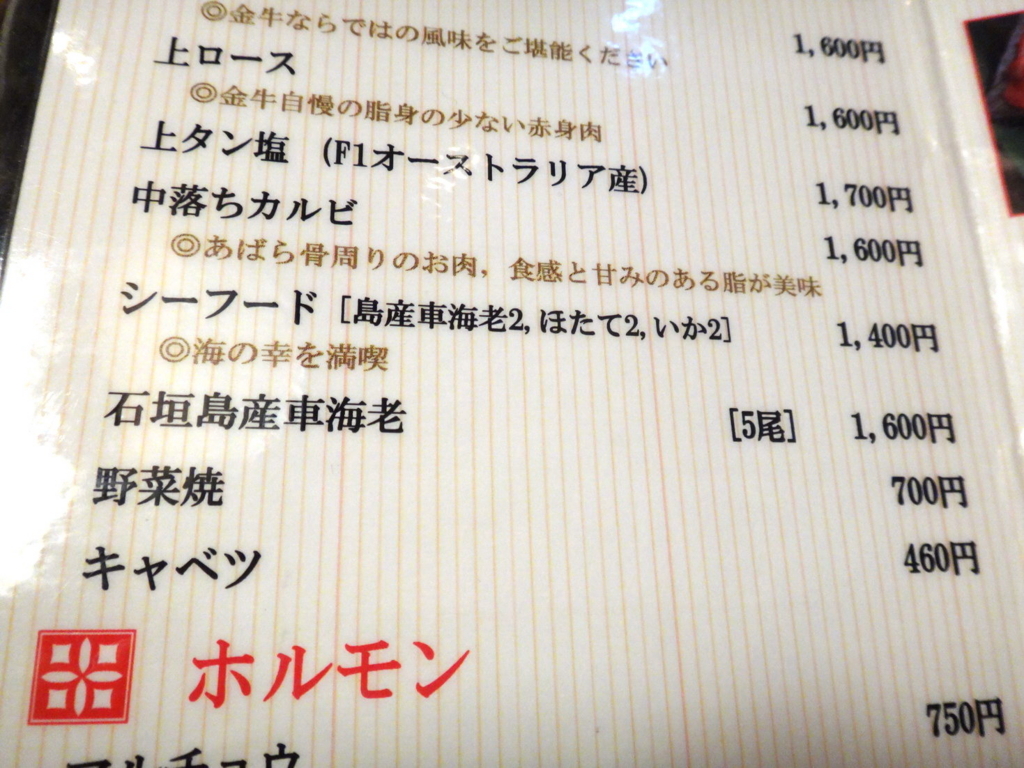 ◎金牛ならではの風味をご堪能ください 1,600円
上ロース 1,600円
◎金牛自慢の脂身の少ない赤身肉
上タン塩 (F1オーストラリア産) 1,700円
中落ちカルビ 1,600円
◎あばら骨周りのお肉，食感と甘みのある脂が美味
シーフード [島産車海老2,ほたて2,いか2] 1,400円
◎海の幸を満喫
石垣島産車海老 [5尾] 1,600円
野菜焼 700円
キャベツ 460円
ホルモン
マルチョウ 750円